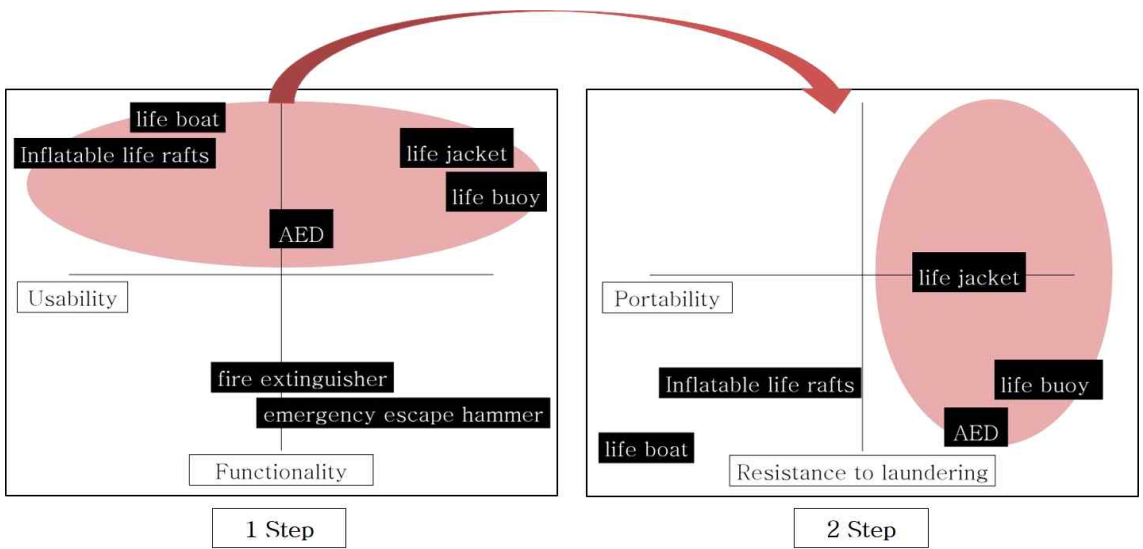 life boat
Inflatable life rafts
life jacket
life buoy
AED
Usability
fire extinguisher
emergency escape hammer
Functionality
1 Step
life jacket
Portability
Inflatable life rafts
life buoy
AED
life boat
Resistance to laundering
2 Step